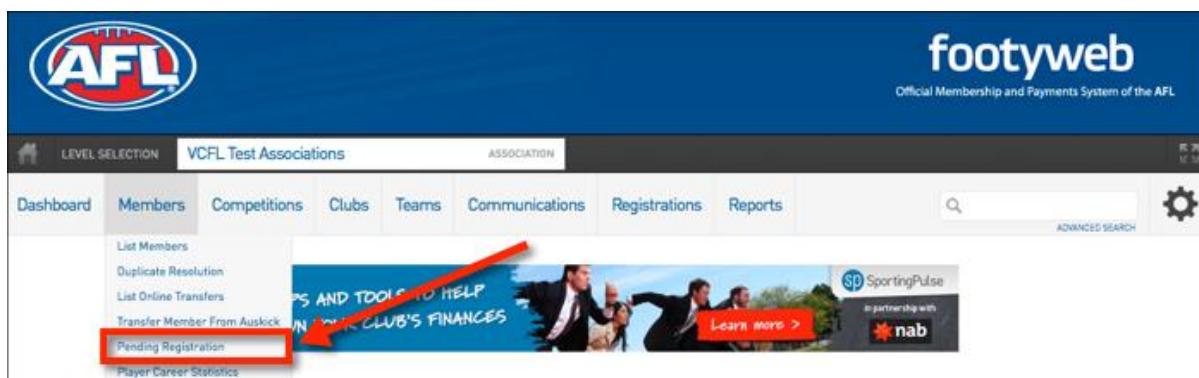 AFL
footyweb
Official Membership and Payments System of the AFL
LEVEL SELECTION VCFL Test Associations ASSOCIATION
Dashboard Members Competitions Clubs Teams Communications Registrations Reports
ADVANCED SEARCH
List Members
Duplicate Resolution
List Online Transfers
Transfer Member From Auskick
Pending Registration
Player Career Statistics
PS AND TOOLS TO HELP
N YOUR CLUB'S FINANCES
Learn more >
sp SportingPulse
in partnership with
nab